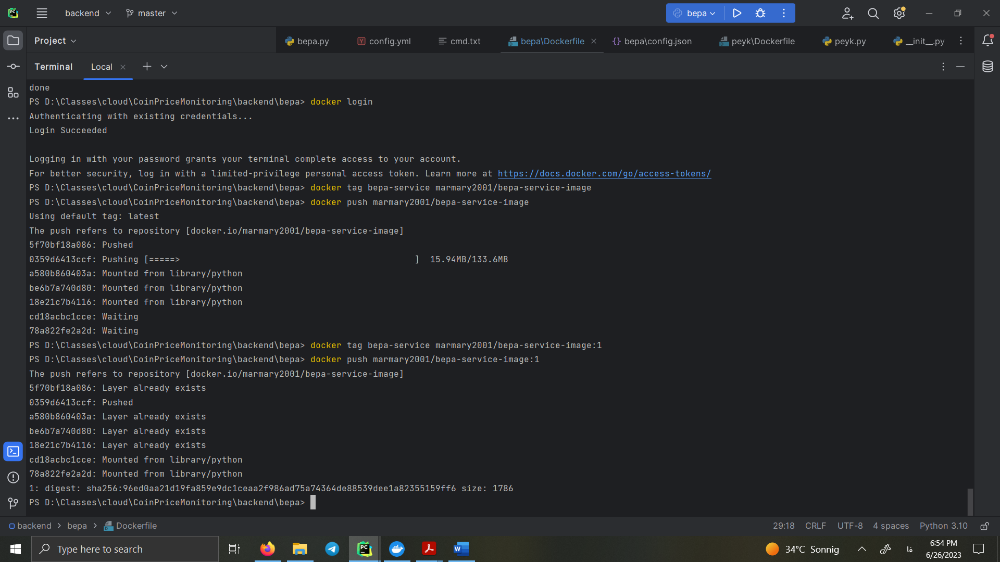 PC
backend
master
bepa
Project
bepa.py
config.yml
cmd.txt
bepa\Dockerfile
bepa\config.json
peyk\Dockerfile
peyk.py
__init__.py
Terminal
Local
done
PS D:\Classes\cloud\CoinPriceMonitoring\backend\bepa> docker login
Authenticating with existing credentials...
Login Succeeded
Logging in with your password grants your terminal complete access to your account.
For better security, log in with a limited-privilege personal access token. Learn more at https://docs.docker.com/go/access-tokens/
PS D:\Classes\cloud\CoinPriceMonitoring\backend\bepa> docker tag bepa-service marmary2001/bepa-service-image
PS D:\Classes\cloud\CoinPriceMonitoring\backend\bepa> docker push marmary2001/bepa-service-image
Using default tag: latest
The push refers to repository [docker.io/marmary2001/bepa-service-image]
5f70bf18a086: Pushed
0359d6413ccf: Pushing [=====>                                             ]  15.94MB/133.6MB
a580b860403a: Mounted from library/python
be6b7a740d80: Mounted from library/python
18e21c7b4116: Mounted from library/python
cd18acbc1cce: Waiting
78a822fe2a2d: Waiting
PS D:\Classes\cloud\CoinPriceMonitoring\backend\bepa> docker tag bepa-service marmary2001/bepa-service-image:1
PS D:\Classes\cloud\CoinPriceMonitoring\backend\bepa> docker push marmary2001/bepa-service-image:1
The push refers to repository [docker.io/marmary2001/bepa-service-image]
5f70bf18a086: Layer already exists
0359d6413ccf: Pushed
a580b860403a: Layer already exists
be6b7a740d80: Layer already exists
18e21c7b4116: Layer already exists
cd18acbc1cce: Mounted from library/python
78a822fe2a2d: Mounted from library/python
1: digest: sha256:96ed0aa21d19fa859e9dc1ceaa2f986ad75a74364de88539dee1a82355159ff6 size: 1786
PS D:\Classes\cloud\CoinPriceMonitoring\backend\bepa>
backend > bepa > Dockerfile
29:18 CRLF UTF-8 4 spaces Python 3.10
Type here to search
34°C Sonnig
فا
6:54 PM
6/26/2023